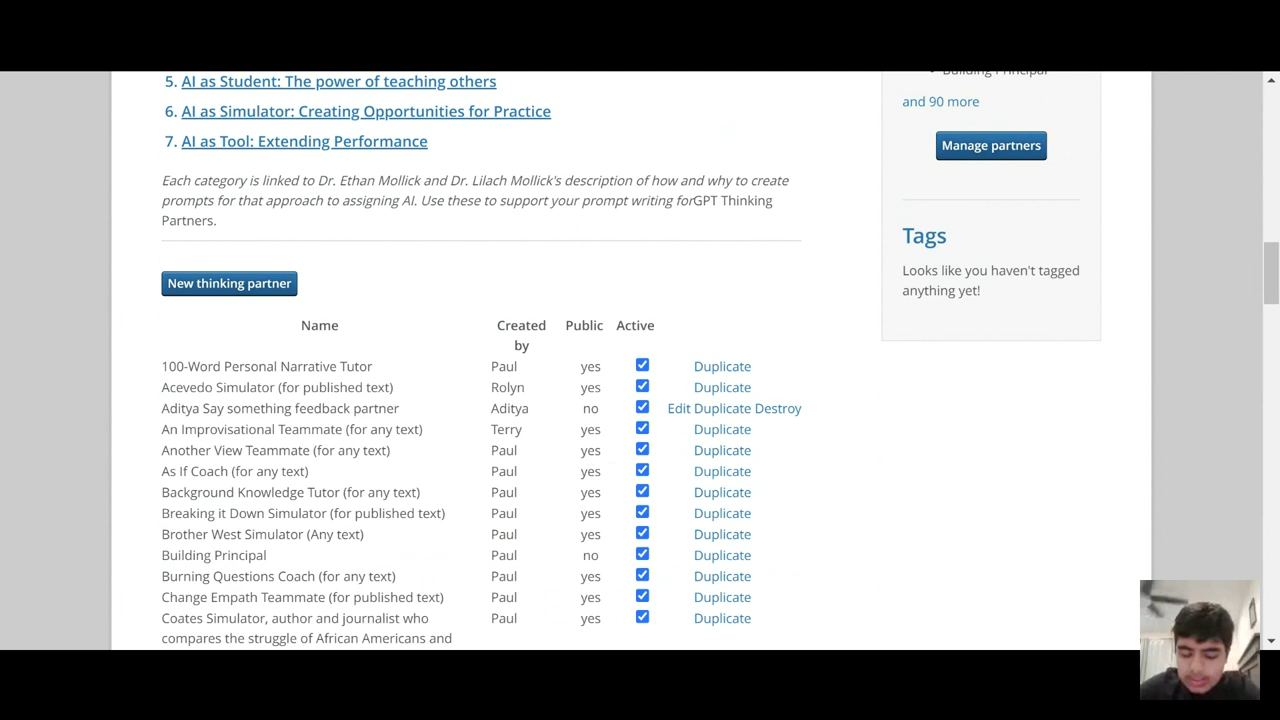 5. AI as Student: The power of teaching others
6. AI as Simulator: Creating Opportunities for Practice
7. AI as Tool: Extending Performance
Each category is linked to Dr. Ethan Mollick and Dr. Lilach Mollick's description of how and why to create
prompts for that approach to assigning AI. Use these to support your prompt writing forGPT Thinking
Partners.
New thinking partner
Name Created by Public Active
100-Word Personal Narrative Tutor Paul yes Duplicate
Acevedo Simulator (for published text) Rolyn yes Duplicate
Aditya Say something feedback partner Aditya no Edit Duplicate Destroy
An Improvisational Teammate (for any text) Terry yes Duplicate
Another View Teammate (for any text) Paul yes Duplicate
As If Coach (for any text) Paul yes Duplicate
Background Knowledge Tutor (for any text) Paul yes Duplicate
Breaking it Down Simulator (for published text) Paul yes Duplicate
Brother West Simulator (Any text) Paul yes Duplicate
Building Principal Paul no Duplicate
Burning Questions Coach (for any text) Paul yes Duplicate
Change Empath Teammate (for published text) Paul yes Duplicate
Coates Simulator, author and journalist who Paul yes Duplicate
compares the struggle of African Americans and
Building Principal
and 90 more
Manage partners
Tags
Looks like you haven't tagged
anything yet!